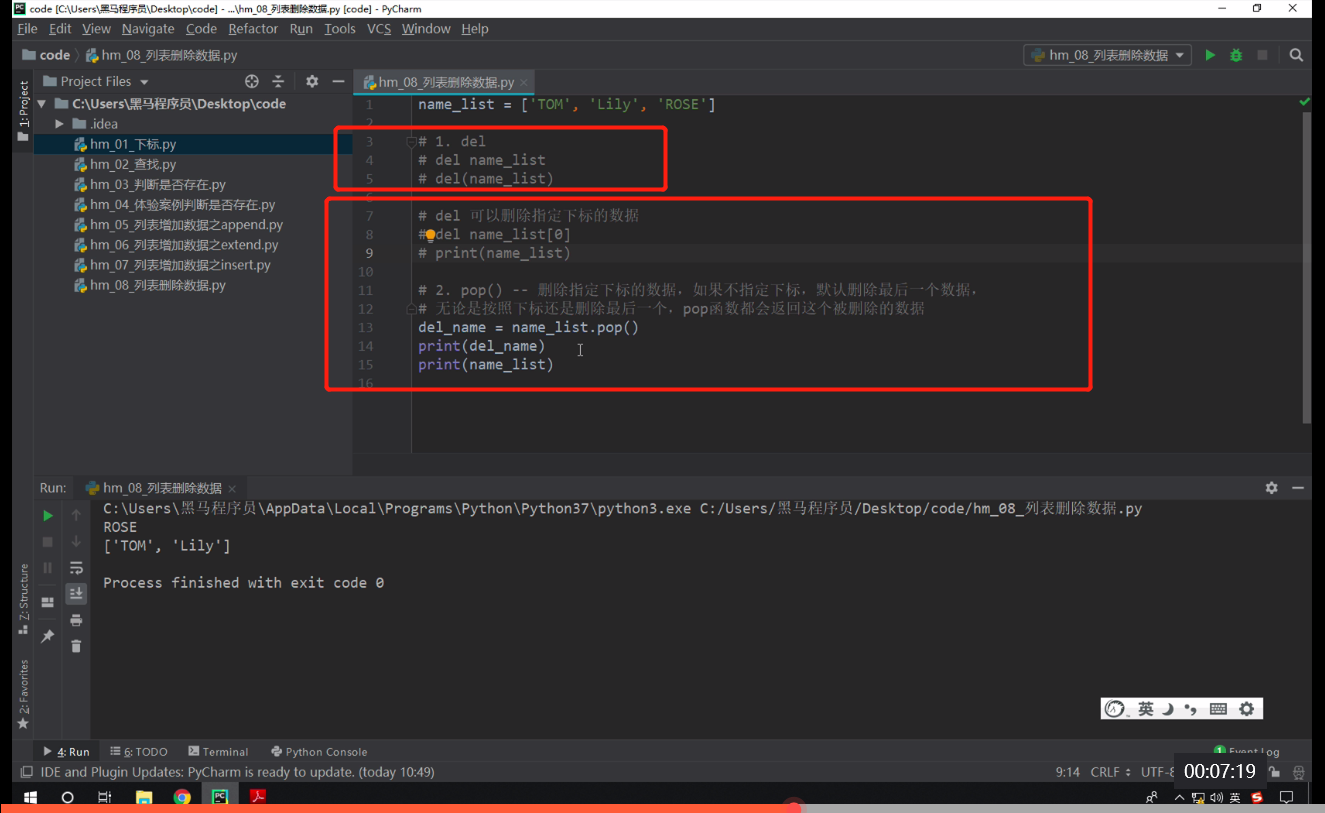 code [C:\Users\黑马程序员\Desktop\code] - ...\hm_08_列表删除数据.py [code] - PyCharm
File Edit View Navigate Code Refactor Run Tools VCS Window Help
code hm_08_列表删除数据.py hm_08_列表删除数据
Project Files hm_08_列表删除数据.py
1: Project
C:\Users\黑马程序员\Desktop\code
.idea
hm_01_下标.py
hm_02_查找.py
hm_03_判断是否存在.py
hm_04_体验案例判断是否存在.py
hm_05_列表增加数据之append.py
hm_06_列表增加数据之extend.py
hm_07_列表增加数据之insert.py
hm_08_列表删除数据.py
1 name_list = ['TOM', 'Lily', 'ROSE']
2
3 # 1. del
4 # del name_list
5 # del(name_list)
6
7 # del 可以删除指定下标的数据
8 # del name_list[0]
9 # print(name_list)
10
11 # 2. pop() -- 删除指定下标的数据，如果不指定下标，默认删除最后一个数据，
12 # 无论是按照下标还是删除最后一个，pop函数都会返回这个被删除的数据
13 del_name = name_list.pop()
14 print(del_name)
15 print(name_list)
16
Run: hm_08_列表删除数据
C:\Users\黑马程序员\AppData\Local\Programs\Python\Python37\python3.exe C:/Users/黑马程序员/Desktop/code/hm_08_列表删除数据.py
ROSE
['TOM', 'Lily']
Process finished with exit code 0
Z: Structure
2: Favorites
英
4: Run 6: TODO Terminal Python Console 1 Event Log
IDE and Plugin Updates: PyCharm is ready to update. (today 10:49) 9:14 CRLF UTF-8
00:07:19
英